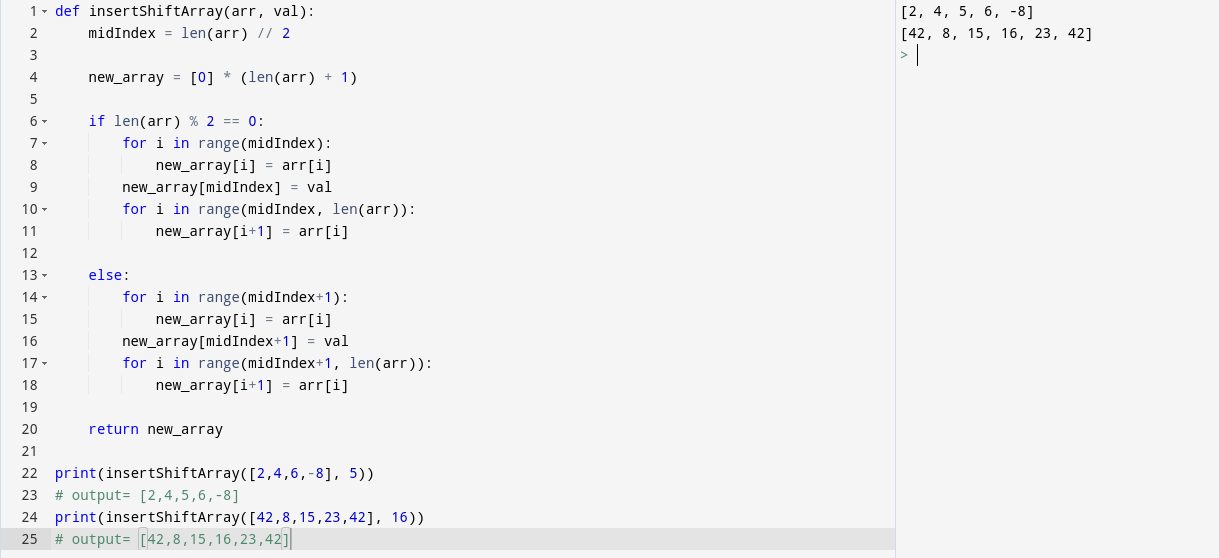 1 def insertShiftArray(arr, val):
2     midIndex = len(arr) // 2
3
4     new_array = [0] * (len(arr) + 1)
5
6     if len(arr) % 2 == 0:
7         for i in range(midIndex):
8             new_array[i] = arr[i]
9         new_array[midIndex] = val
10         for i in range(midIndex, len(arr)):
11             new_array[i+1] = arr[i]
12
13     else:
14         for i in range(midIndex+1):
15             new_array[i] = arr[i]
16         new_array[midIndex+1] = val
17         for i in range(midIndex+1, len(arr)):
18             new_array[i+1] = arr[i]
19
20     return new_array
21
22 print(insertShiftArray([2,4,6,-8], 5))
23 # output= [2,4,5,6,-8]
24 print(insertShiftArray([42,8,15,23,42], 16))
25 # output= [42,8,15,16,23,42]
[2, 4, 5, 6, -8]
[42, 8, 15, 16, 23, 42]
>